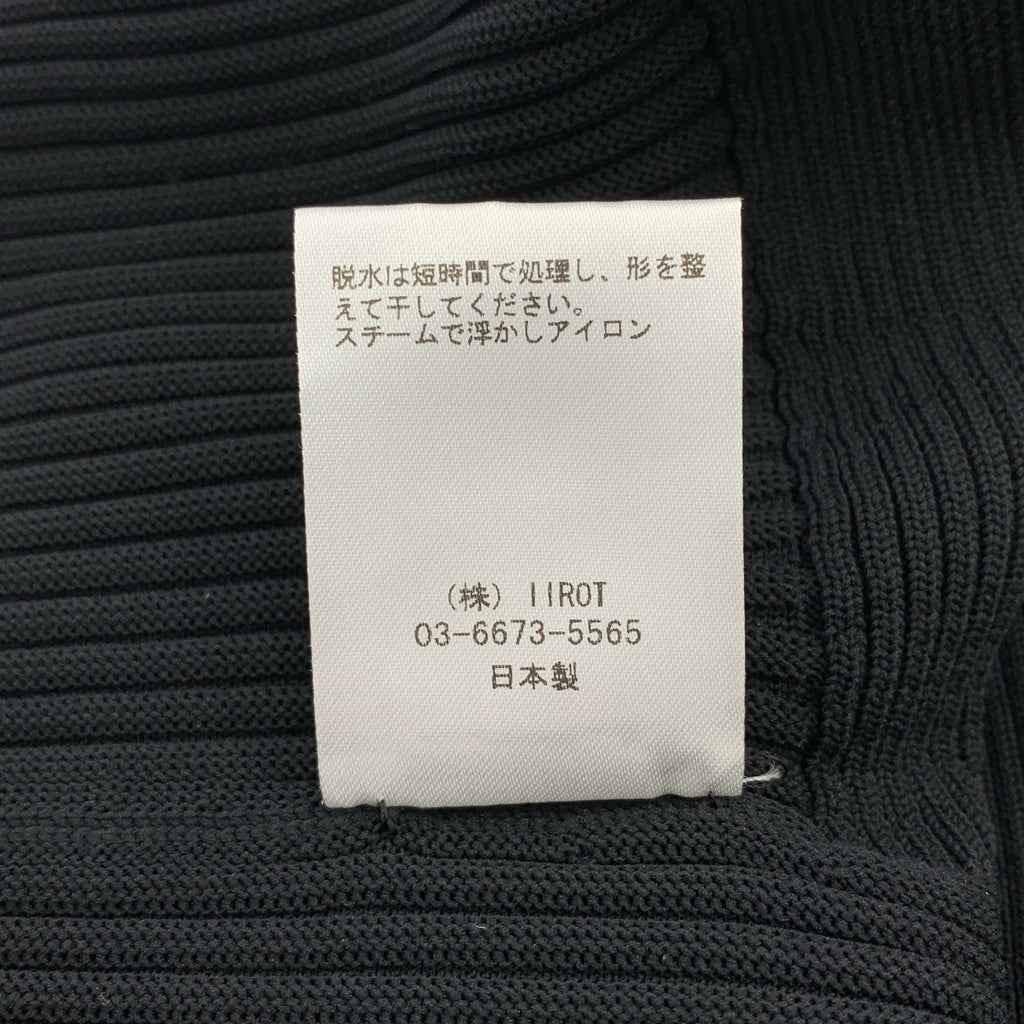 脱水は短時間で処理し、形を整
えて干してください。
スチームで浮かしアイロン
（株） IIROT
03-6673-5565
日本製